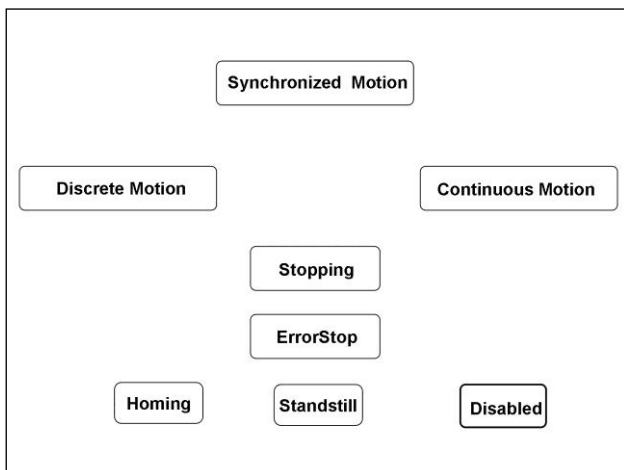 Synchronized Motion
Discrete Motion
Continuous Motion
Stopping
ErrorStop
Homing
Standstill
Disabled